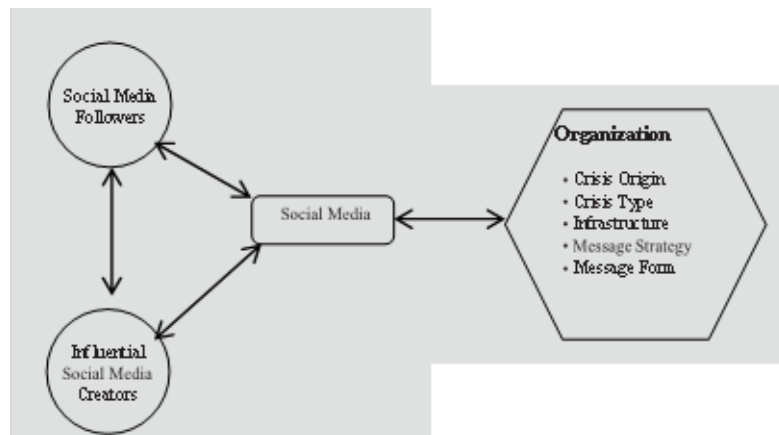 Social Media
Followers
Social Media
Influential
Social Media
Creators
Organization
• Crisis Origin
• Crisis Type
• Infrastructure
• Message Strategy
• Message Form